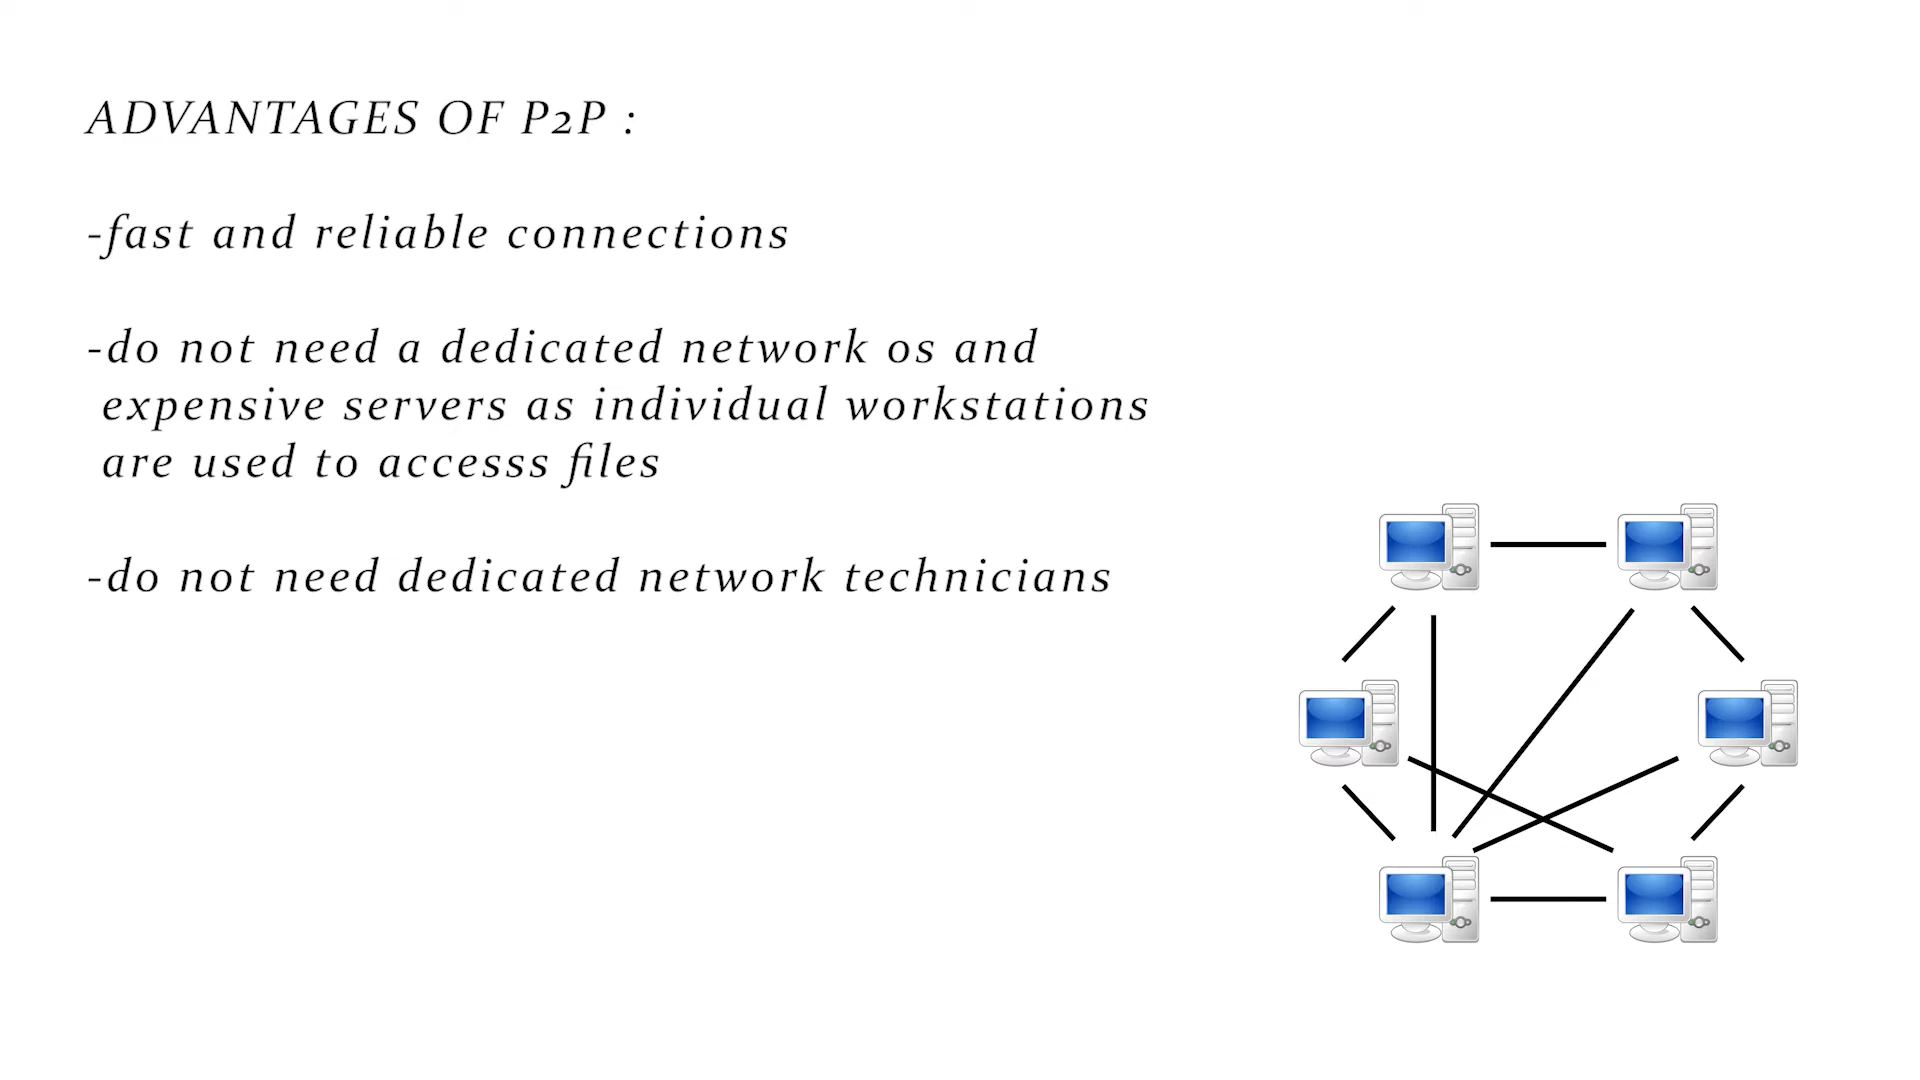 ADVANTAGES OF P2P :
-fast and reliable connections
-do not need a dedicated network os and
expensive servers as individual workstations
are used to accesss files
-do not need dedicated network technicians